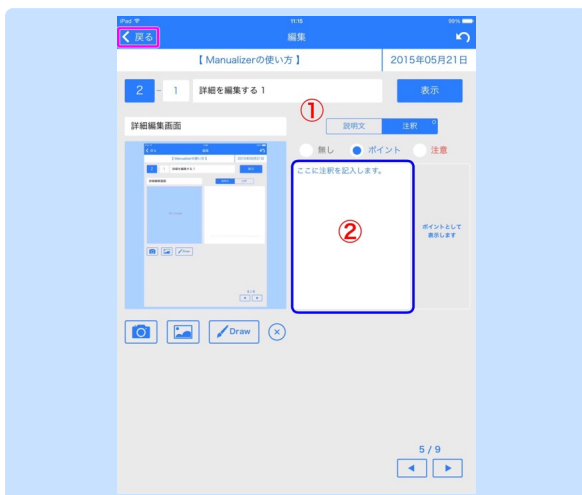 iPad 11:18 99%
戻る 編集
【 Manualizerの使い方 】 2015年05月21日
2 - 1 詳細を編集する 1 表示
①
詳細編集画面 説明文 注釈
無し ポイント 注意
ここに注釈を記入します。
②
ポイントとして
表示します
Draw
5 / 9